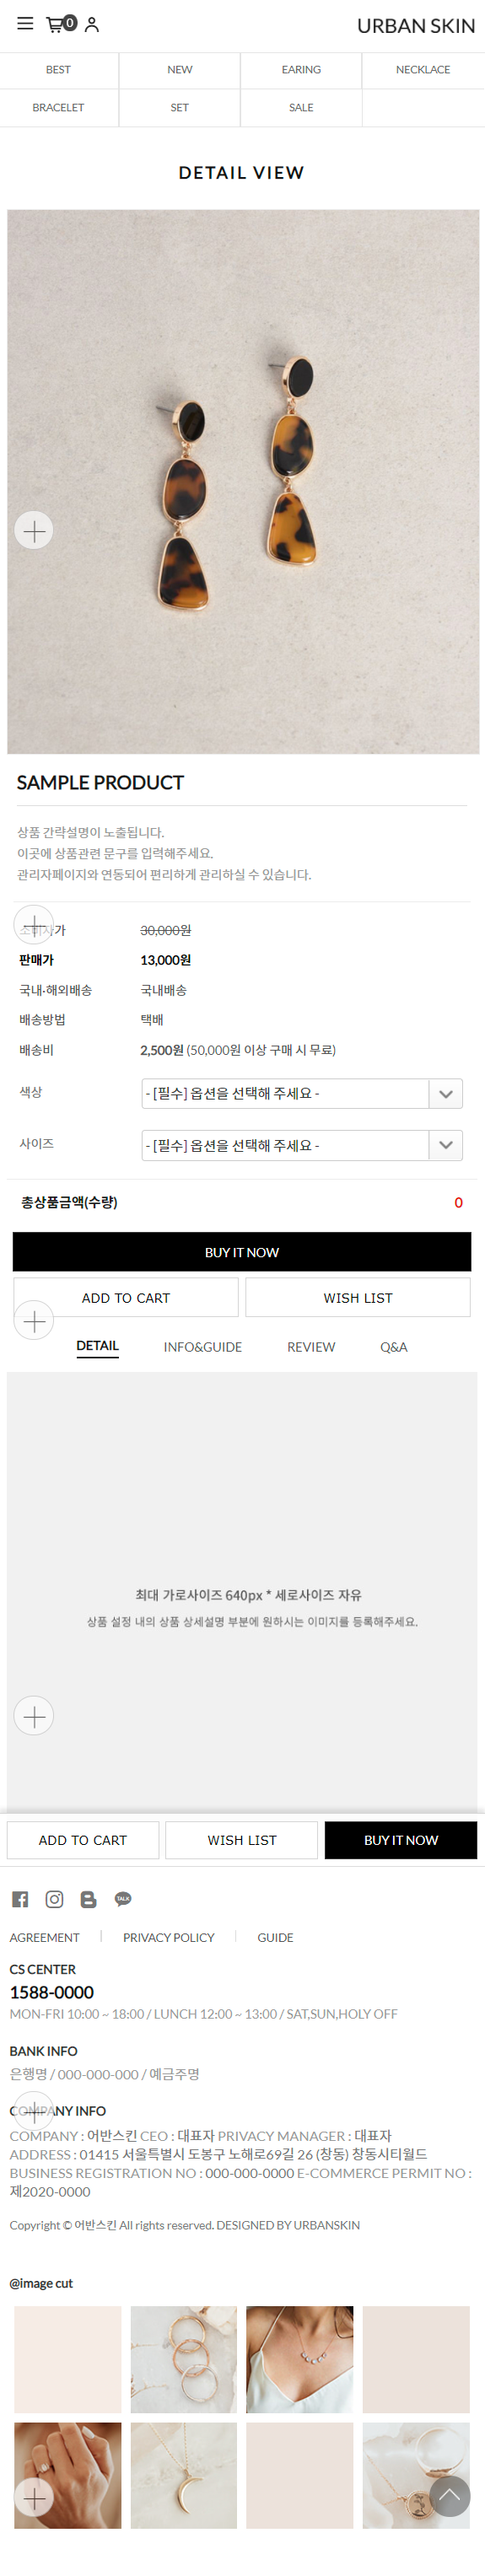 0
URBAN SKIN
BEST NEW EARING NECKLACE
BRACELET SET SALE
DETAIL VIEW
SAMPLE PRODUCT
상품 간략설명이 노출됩니다.
이곳에 상품관련 문구를 입력해주세요.
관리자페이지와 연동되어 편리하게 관리하실 수 있습니다.
소비자가 30,000원
판매가 13,000원
국내·해외배송 국내배송
배송방법 택배
배송비 2,500원 (50,000원 이상 구매 시 무료)
색상 - [필수] 옵션을 선택해 주세요 -
사이즈 - [필수] 옵션을 선택해 주세요 -
총상품금액(수량) 0
BUY IT NOW
ADD TO CART WISH LIST
DETAIL INFO&GUIDE REVIEW Q&A
최대 가로사이즈 640px * 세로사이즈 자유
상품 설정 내의 상품 상세설명 부분에 원하시는 이미지를 등록해주세요.
ADD TO CART WISH LIST BUY IT NOW
TALK
AGREEMENT PRIVACY POLICY GUIDE
CS CENTER
1588-0000
MON-FRI 10:00 ~ 18:00 / LUNCH 12:00 ~ 13:00 / SAT,SUN,HOLY OFF
BANK INFO
은행명 / 000-000-000 / 예금주명
COMPANY INFO
COMPANY : 어반스킨 CEO : 대표자 PRIVACY MANAGER : 대표자
ADDRESS : 01415 서울특별시 도봉구 노해로69길 26 (창동) 창동시티월드
BUSINESS REGISTRATION NO : 000-000-0000 E-COMMERCE PERMIT NO :
제2020-0000
Copyright © 어반스킨 All rights reserved. DESIGNED BY URBANSKIN
@image cut